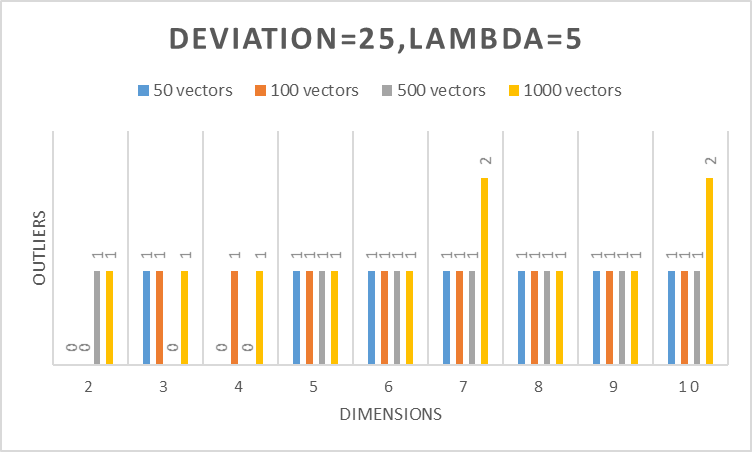 DEVIATION=25,LAMBDA=5
50 vectors 100 vectors 500 vectors 1000 vectors
OUTLIERS
0 0 1 1 1 1 0 1 0 1 0 1 1 1 1 1 1 1 1 1 1 1 1 2 1 1 1 1 1 1 1 1 1 1 1 2
2 3 4 5 6 7 8 9 10
DIMENSIONS